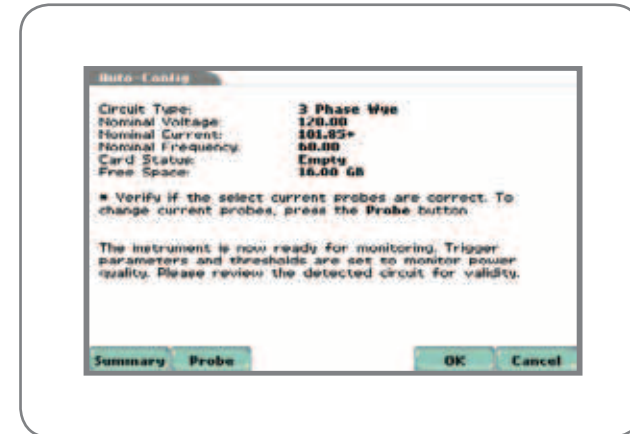 Auto-Config
Circuit Type: 3 Phase Wye
Nominal Voltage: 120.00
Nominal Current: 101.85*
Nominal Frequency: 60.00
Card Status: Empty
Free Space: 16.00 GB
* Verify if the select current probes are correct. To
change current probes, press the Probe button
The instrument is now ready for monitoring. Trigger
parameters and thresholds are set to monitor power
quality. Please review the detected circuit for validity.
Summary Probe OK Cancel